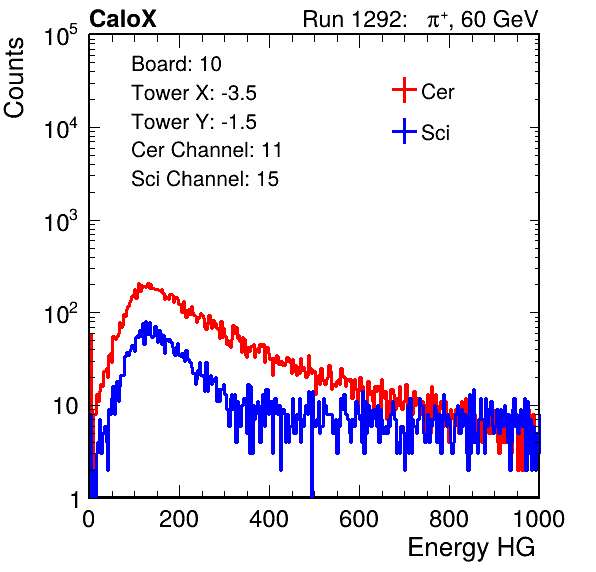 CaloX Run 1292: π⁺, 60 GeV
Counts
10⁵
10⁴
10³
10²
10
1
Board: 10
Tower X: -3.5
Tower Y: -1.5
Cer Channel: 11
Sci Channel: 15
Cer
Sci
0 200 400 600 800 1000
Energy HG